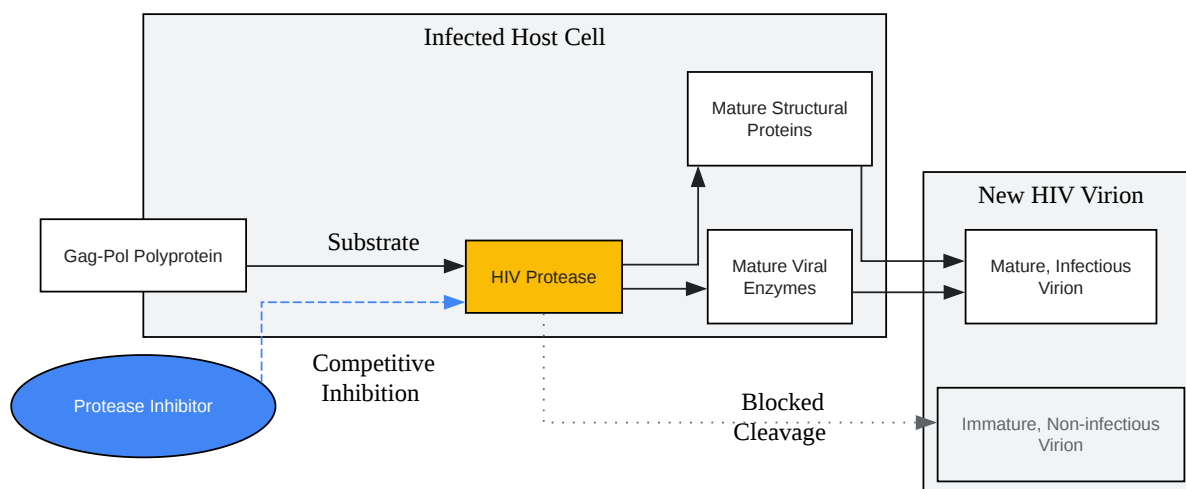 Infected Host Cell
Mature Structural
Proteins
New HIV Virion
Gag-Pol Polyprotein
Substrate
HIV Protease
Mature Viral
Enzymes
Mature, Infectious
Virion
Competitive
Inhibition
Protease Inhibitor
Blocked
Cleavage
Immature, Non-infectious
Virion